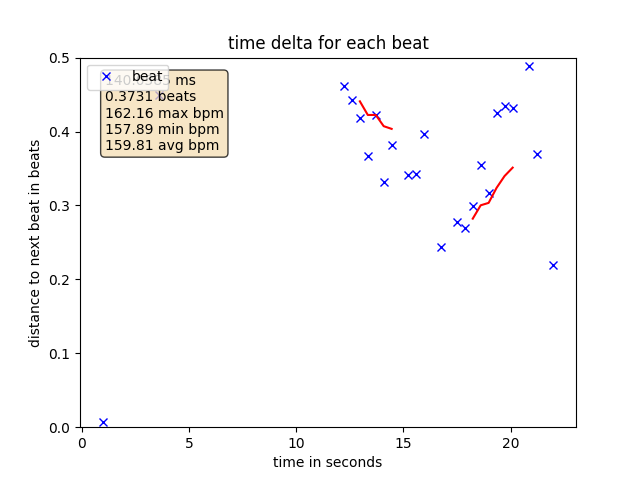 time delta for each beat
distance to next beat in beats
0.5
0.4
0.3
0.2
0.1
0.0
beat
ms
0.3731 beats
162.16 max bpm
157.89 min bpm
159.81 avg bpm
0
5
10
15
20
time in seconds